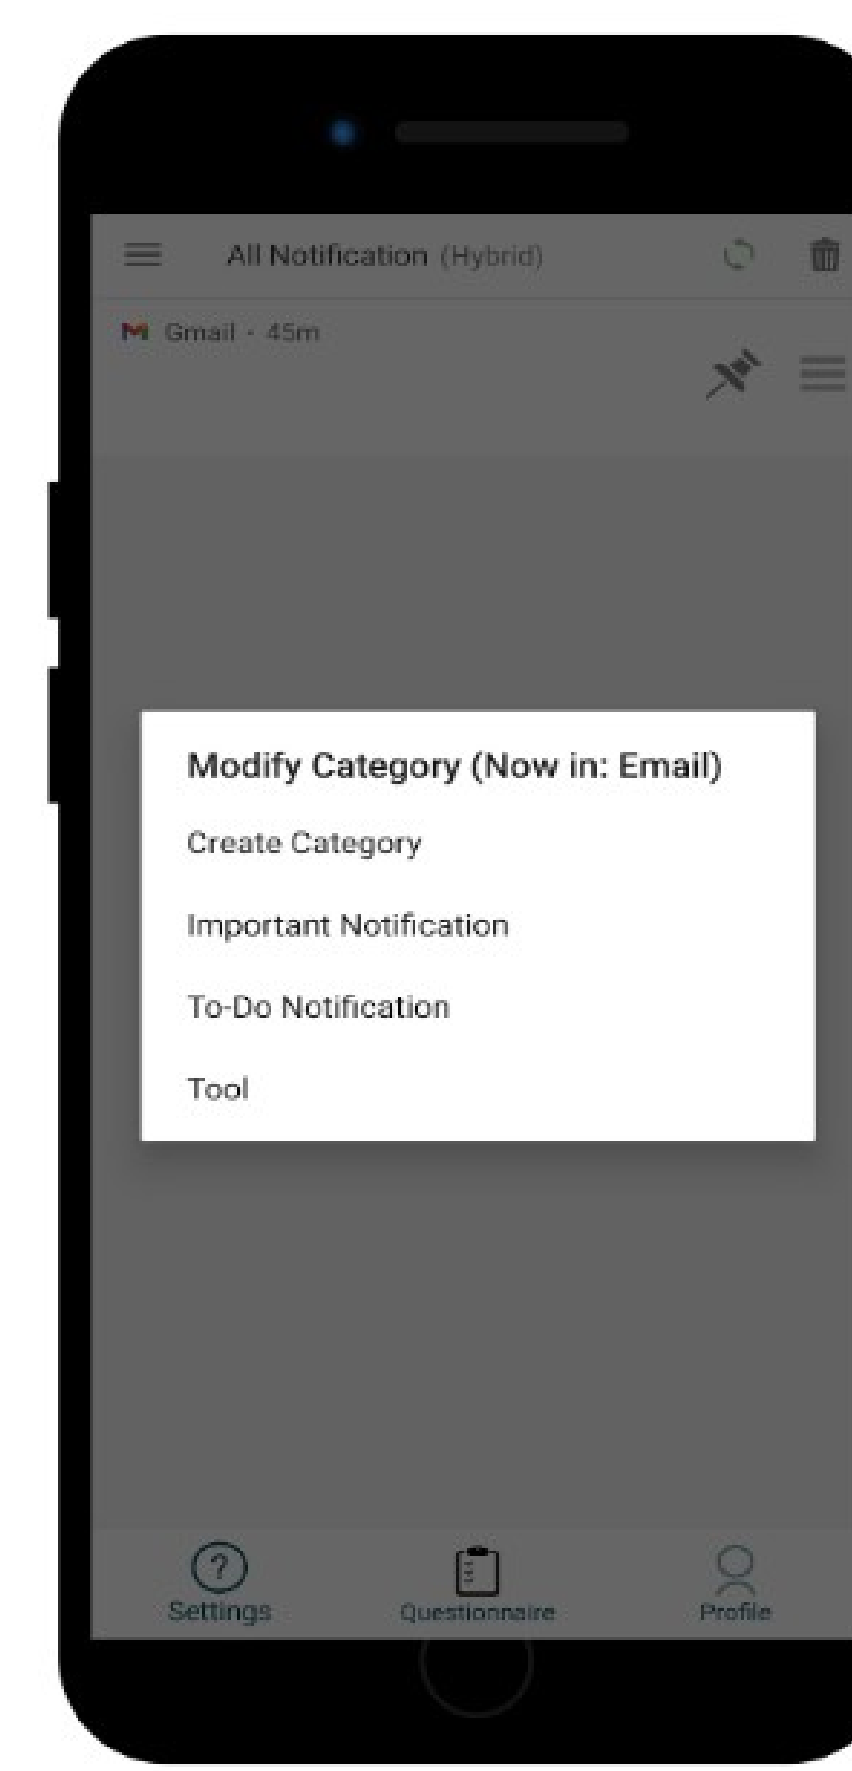 All Notification (Hybrid)
Gmail · 45m
Modify Category (Now in: Email)
Create Category
Important Notification
To-Do Notification
Tool
Settings
Questionnaire
Profile